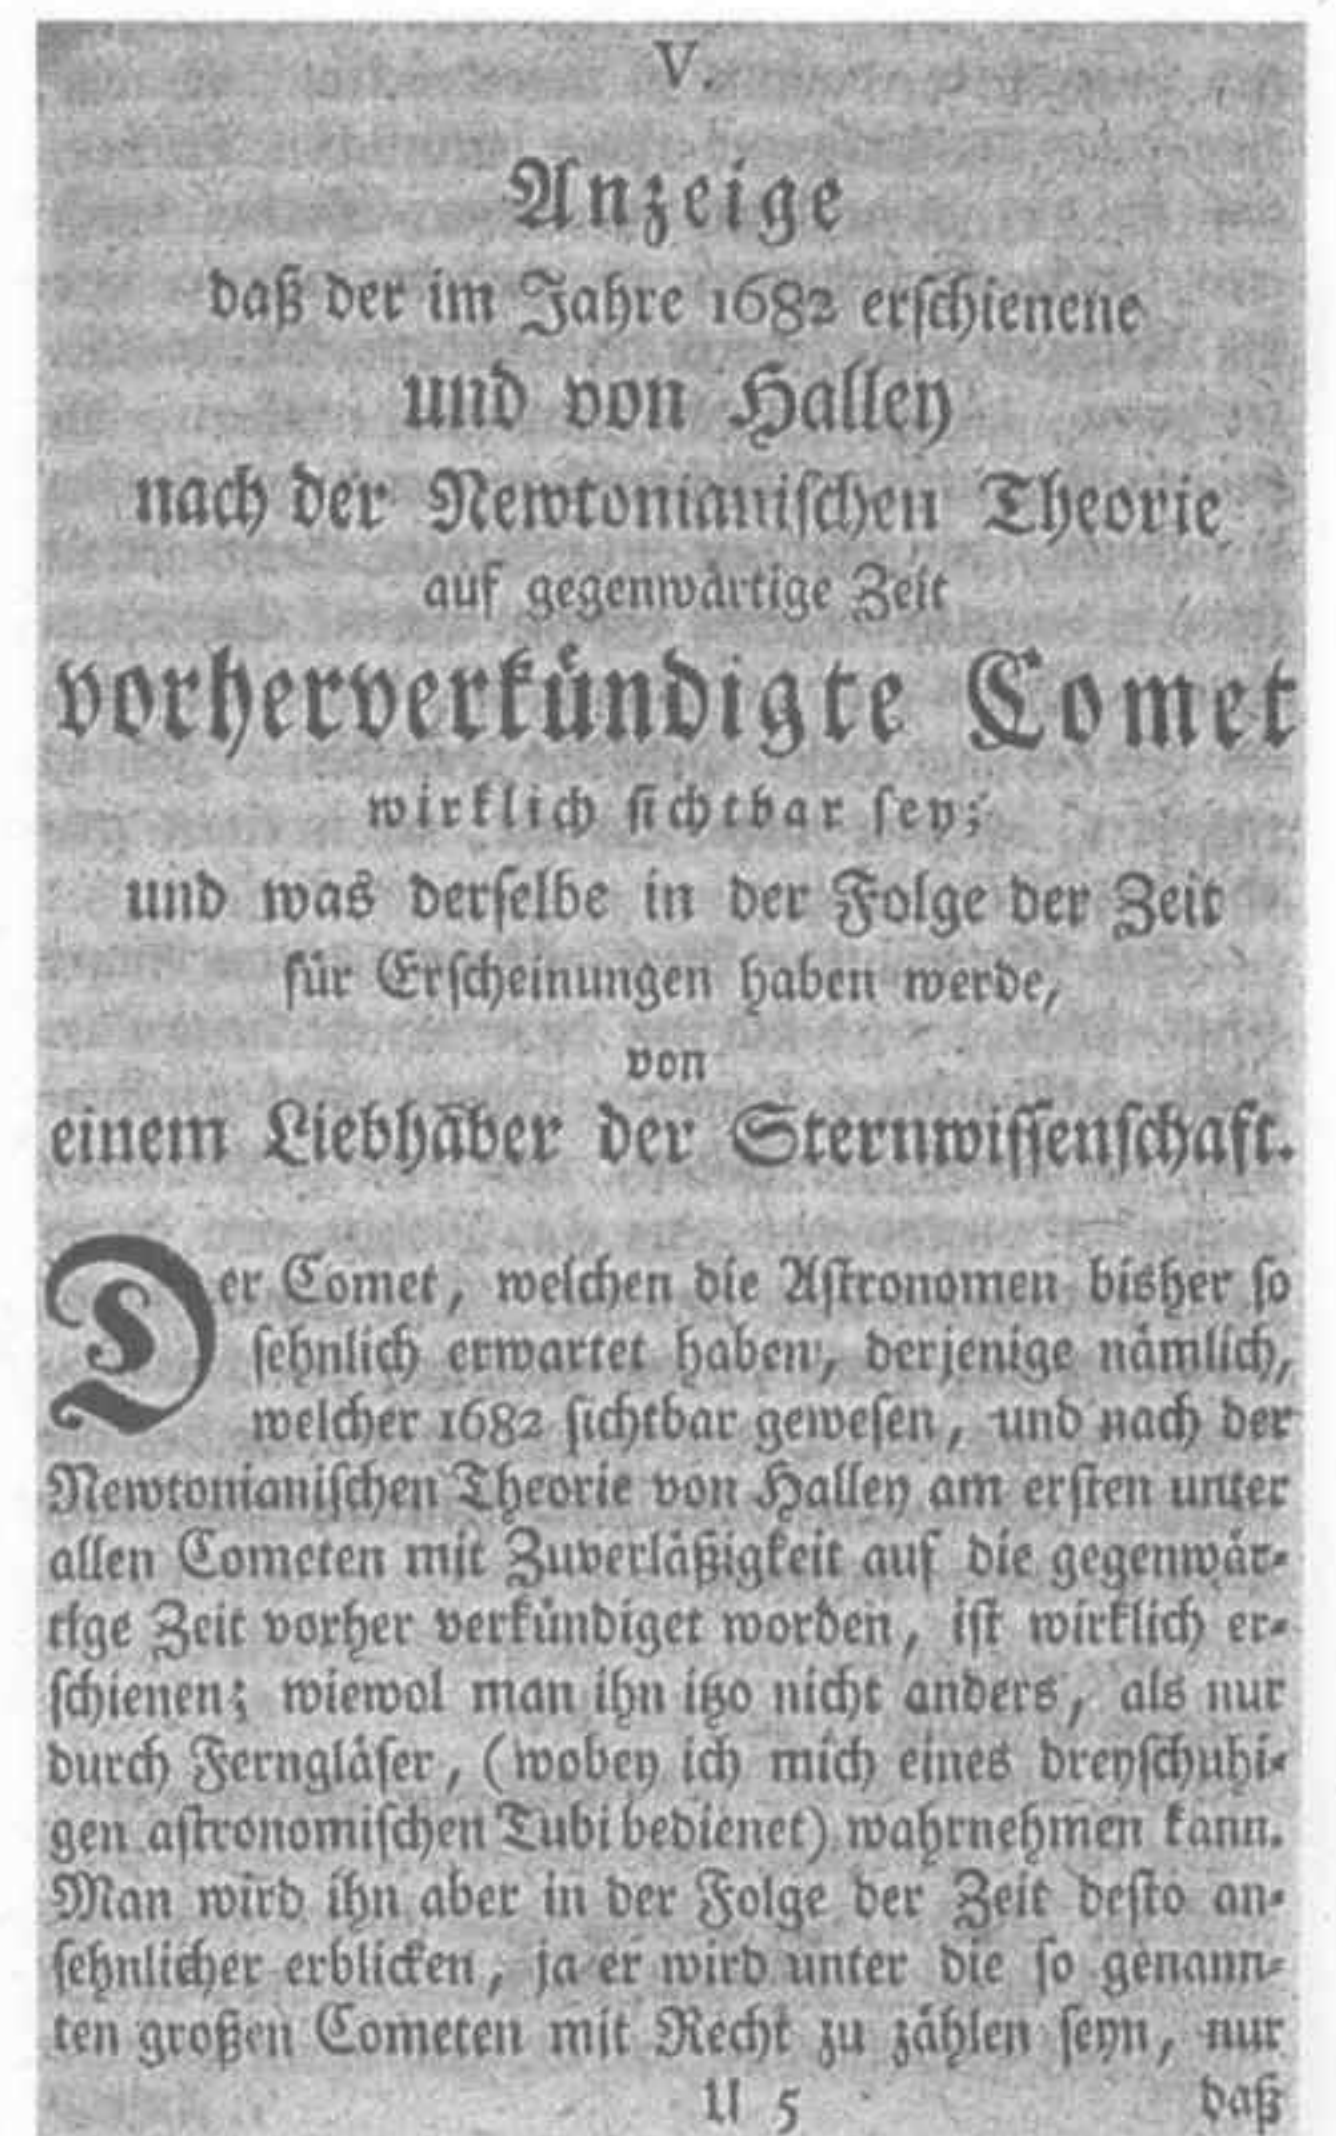 V.
Anzeige
daß der im Jahre 1682 erschienene
und von Halley
nach der Newtonianischen Theorie
auf gegenwärtige Zeit
vorherverkündigte Comet
wirklich sichtbar sey;
und was derselbe in der Folge der Zeit
für Erscheinungen haben werde,
von
einem Liebhaber der Sternwissenschaft.
Der Comet, welchen die Astronomen bisher so
sehnlich erwartet haben, derjenige nämlich,
welcher 1682 sichtbar gewesen, und nach der
Newtonianischen Theorie von Halley am ersten unter
allen Cometen mit Zuverläßigkeit auf die gegenwär-
tige Zeit vorher verkündiget worden, ist wirklich er-
schienen; wiewol man ihn itzo nicht anders, als nur
durch Ferngläser, (wobey ich mich eines dreyschuhi-
gen astronomischen Tubi bedienet) wahrnehmen kann.
Man wird ihn aber in der Folge der Zeit desto an-
sehnlicher erblicken, ja er wird unter die so genann-
ten großen Cometen mit Recht zu zählen seyn, nur
U 5 daß